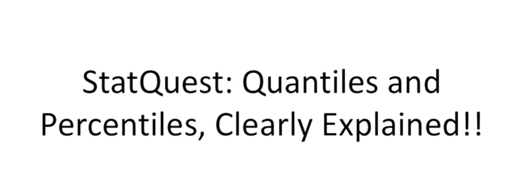 StatQuest: Quantiles and
Percentiles, Clearly Explained!!